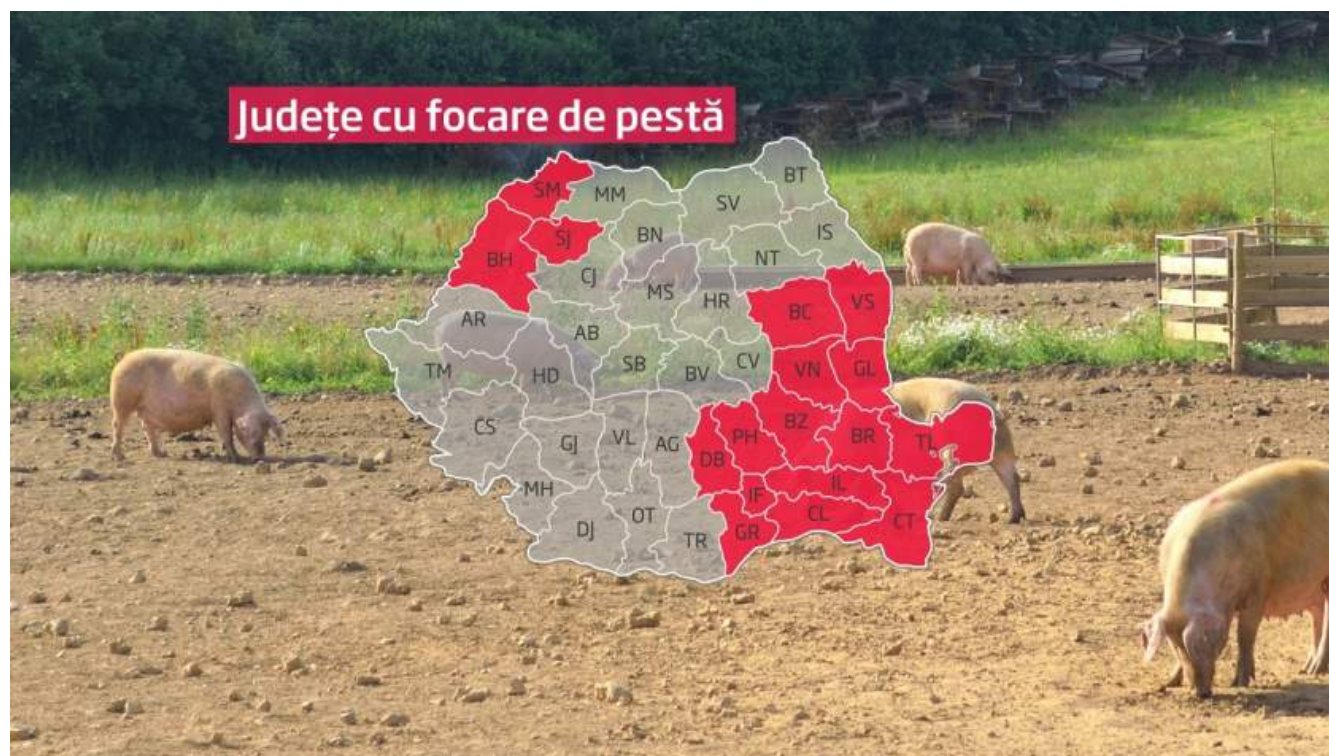 Județe cu focare de pestă
SM
MM
SV
BT
BH
SJ
BN
IS
CJ
NT
MS
HR
BC
VS
AR
AB
TM
HD
SB
BV
CV
VN
GL
CS
GJ
VL
AG
DB
PH
BZ
BR
TL
MH
DJ
OT
TR
IF
IL
GR
CL
CT